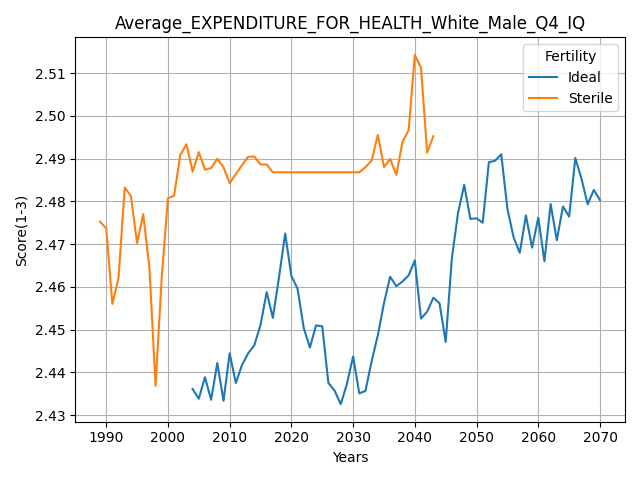 Average_EXPENDITURE_FOR_HEALTH_White_Male_Q4_IQ
Fertility
Ideal
Sterile
Score(1-3)
2.51
2.50
2.49
2.48
2.47
2.46
2.45
2.44
2.43
1990 2000 2010 2020 2030 2040 2050 2060 2070
Years